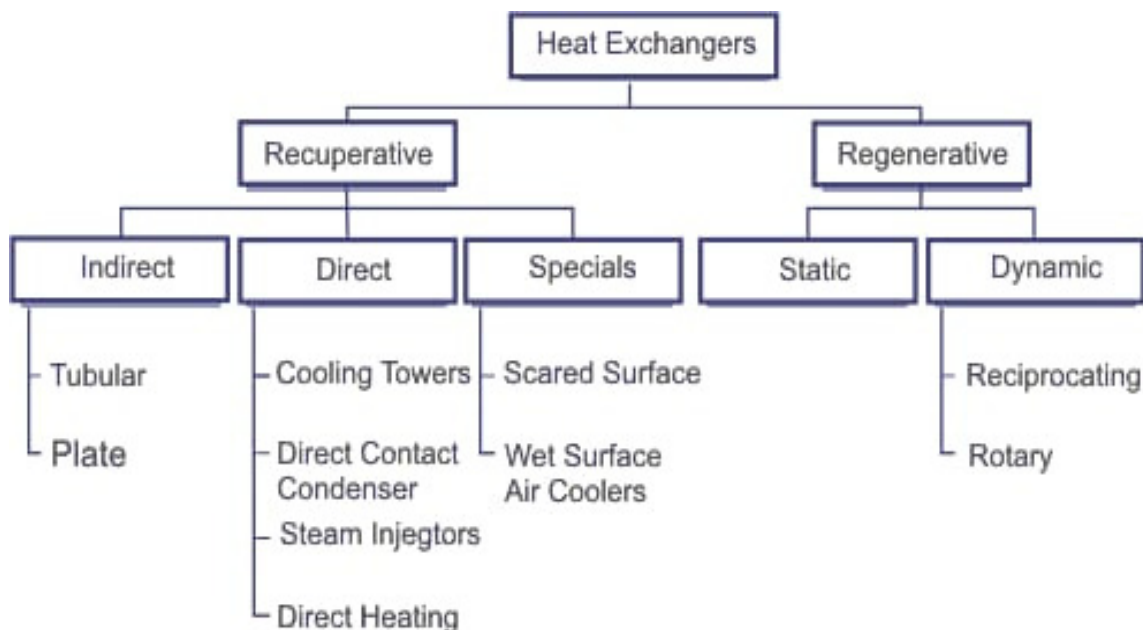 Heat Exchangers
Recuperative
Regenerative
Indirect
Direct
Specials
Static
Dynamic
Tubular
Plate
Cooling Towers
Direct Contact
Condenser
Steam Injegtors
Direct Heating
Scared Surface
Wet Surface
Air Coolers
Reciprocating
Rotary